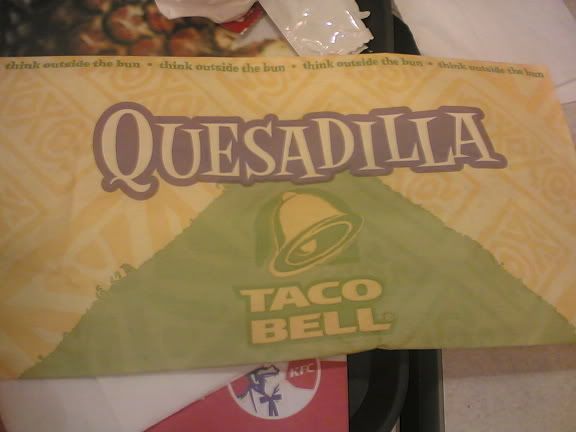 think outside the bun • think outside the bun • think outside the bun • think outside the bun
QUESADILLA
TACO
BELL
KFC